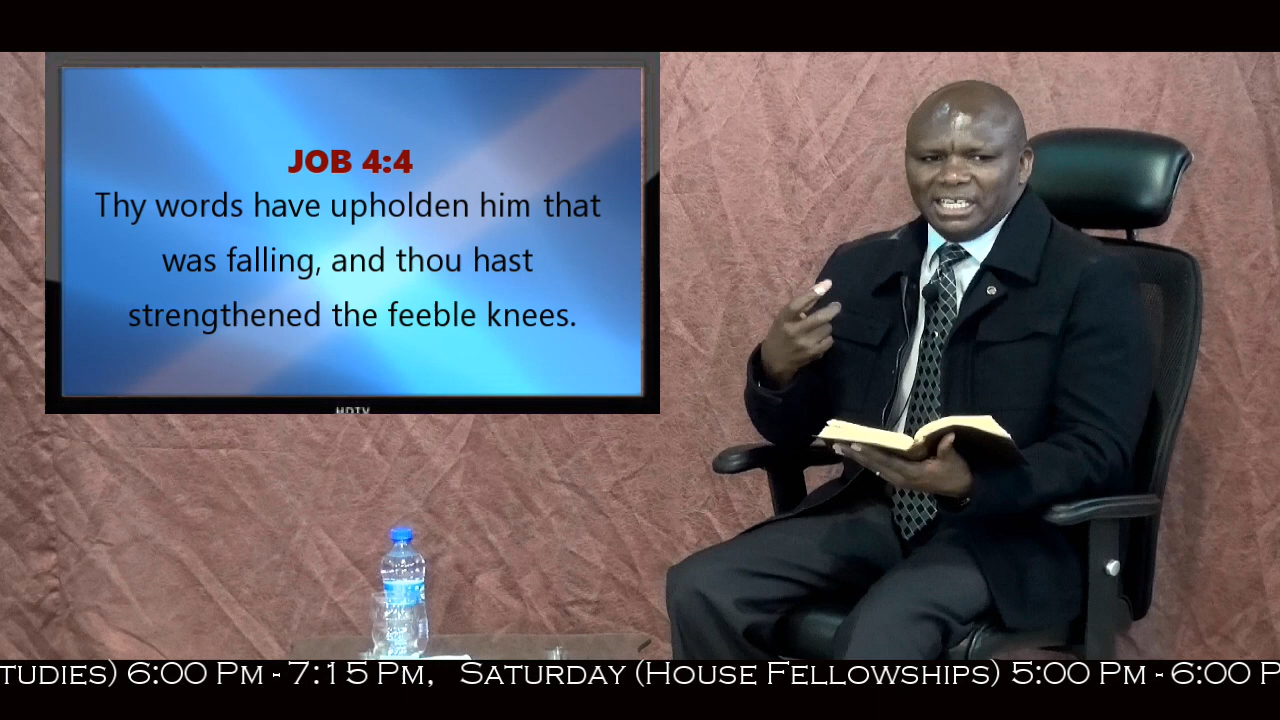 JOB 4:4
Thy words have upholden him that
was falling, and thou hast
strengthened the feeble knees.
HDTV
TUDIES) 6:00 PM - 7:15 PM, SATURDAY (HOUSE FELLOWSHIPS) 5:00 PM - 6:00 P